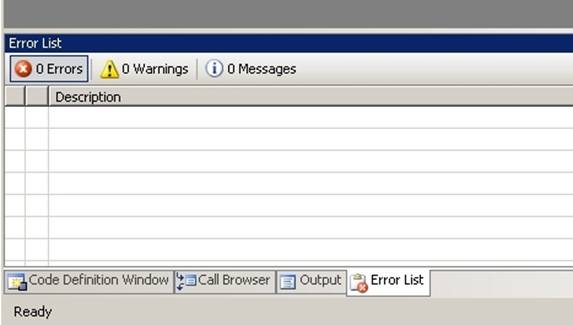 Error List
0 Errors 0 Warnings 0 Messages
Description
Code Definition Window Call Browser Output Error List
Ready